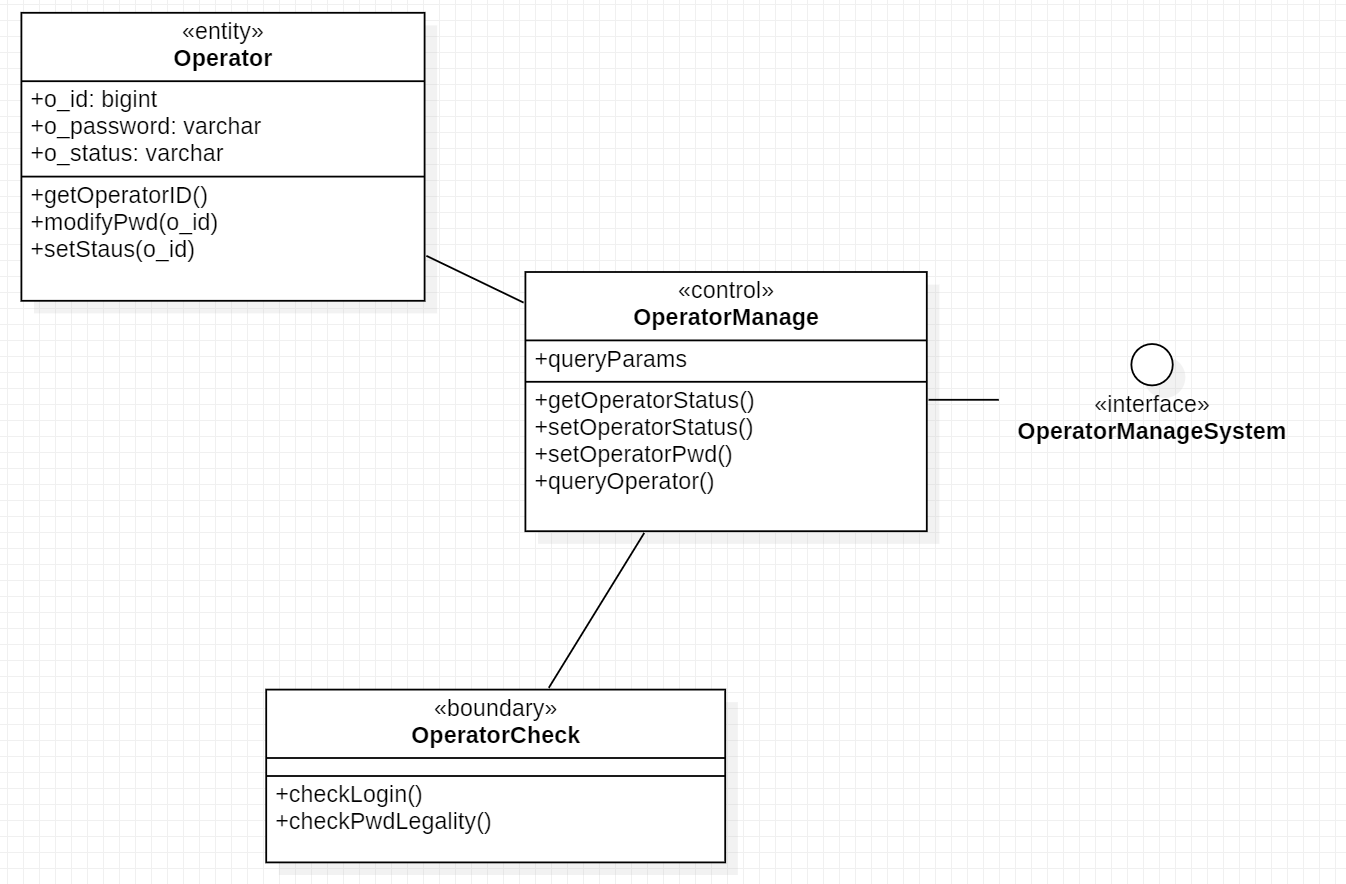 «entity»
Operator
+o_id: bigint
+o_password: varchar
+o_status: varchar
+getOperatorID()
+modifyPwd(o_id)
+setStaus(o_id)
«control»
OperatorManage
+queryParams
+getOperatorStatus()
+setOperatorStatus()
+setOperatorPwd()
+queryOperator()
«interface»
OperatorManageSystem
«boundary»
OperatorCheck
+checkLogin()
+checkPwdLegality()